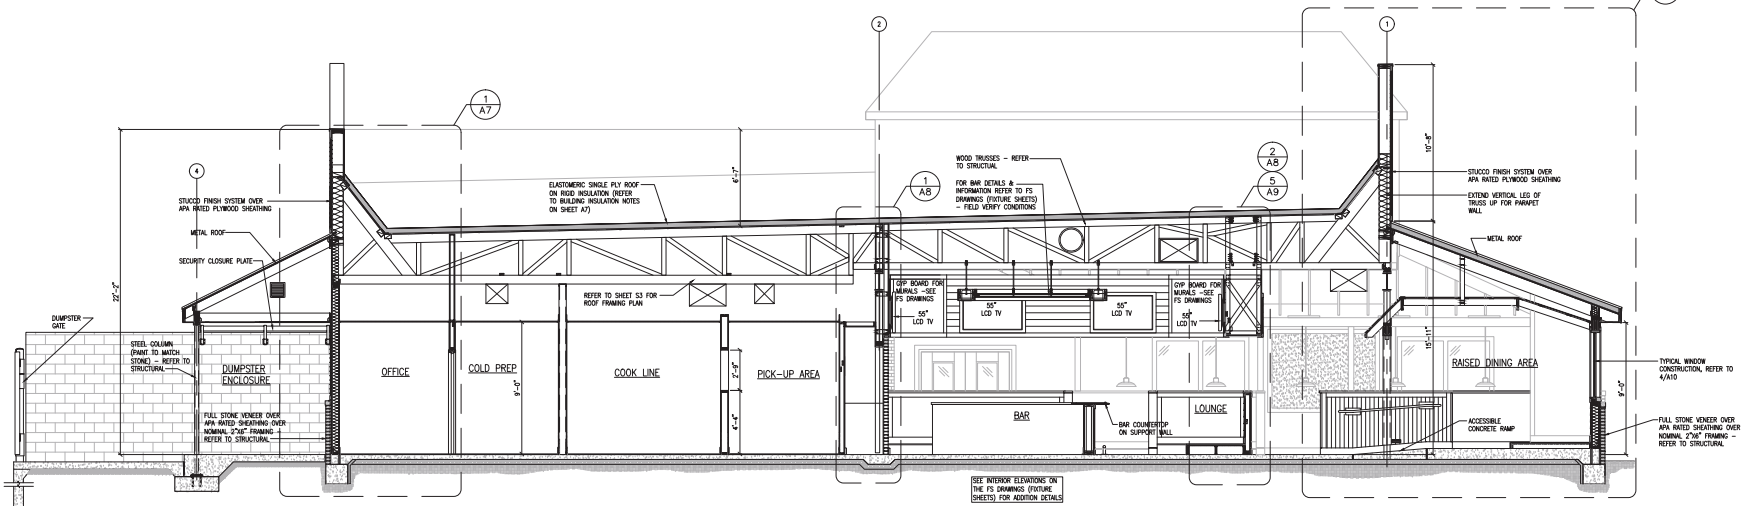 2
1
1
A7
4
STUCCO FINISH SYSTEM OVER
APA RATED PLYWOOD SHEATHING
METAL ROOF
SECURITY CLOSURE PLATE
22'-2"
DUMPSTER
GATE
STEEL COLUMN
(PAINT TO MATCH
STONE) - REFER TO
STRUCTURAL
DUMPSTER
ENCLOSURE
FULL STONE VENEER OVER
APA RATED SHEATHING OVER
NOMINAL 2"X6" FRAMING -
REFER TO STRUCTURAL
ELASTOMERIC SINGLE PLY ROOF
ON RIGID INSULATION (REFER
TO BUILDING INSULATION NOTES
ON SHEET A7)
6'-7"
REFER TO SHEET S3 FOR
ROOF FRAMING PLAN
OFFICE
COLD PREP
9'-0"
COOK LINE
2'-9"
4'-4"
PICK-UP AREA
1
A8
WOOD TRUSSES - REFER
TO STRUCTUAL
FOR BAR DETAILS &
INFORMATION REFER TO FS
DRAWINGS (FIXTURE SHEETS)
- FIELD VERIFY CONDITIONS
2
A8
5
A9
GYP BOARD FOR
MURALS -SEE
FS DRAWINGS
55"
LCD TV
55"
LCD TV
55"
LCD TV
GYP BOARD FOR
MURALS -SEE
FS DRAWINGS
55"
LCD TV
BAR
BAR COUNTERTOP
ON SUPPORT WALL
LOUNGE
SEE INTERIOR ELEVATIONS ON
THE FS DRAWINGS (FIXTURE
SHEETS) FOR ADDITION DETAILS
10'-8"
STUCCO FINISH SYSTEM OVER
APA RATED PLYWOOD SHEATHING
EXTEND VERTICAL LEG OF
TRUSS UP FOR PARAPET
WALL
METAL ROOF
15'-11"
RAISED DINING AREA
9'-0"
TYPICAL WINDOW
CONSTRUCTION, REFER TO
4/A10
ACCESSIBLE
CONCRETE RAMP
FULL STONE VENEER OVER
APA RATED SHEATHING OVER
NOMINAL 2"X6" FRAMING -
REFER TO STRUCTURAL